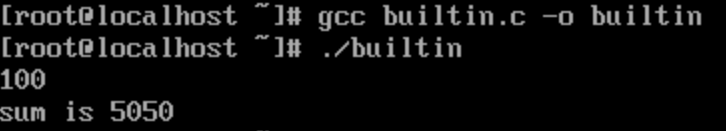 [root@localhost ~]# gcc builtin.c -o builtin
[root@localhost ~]# ./builtin
100
sum is 5050